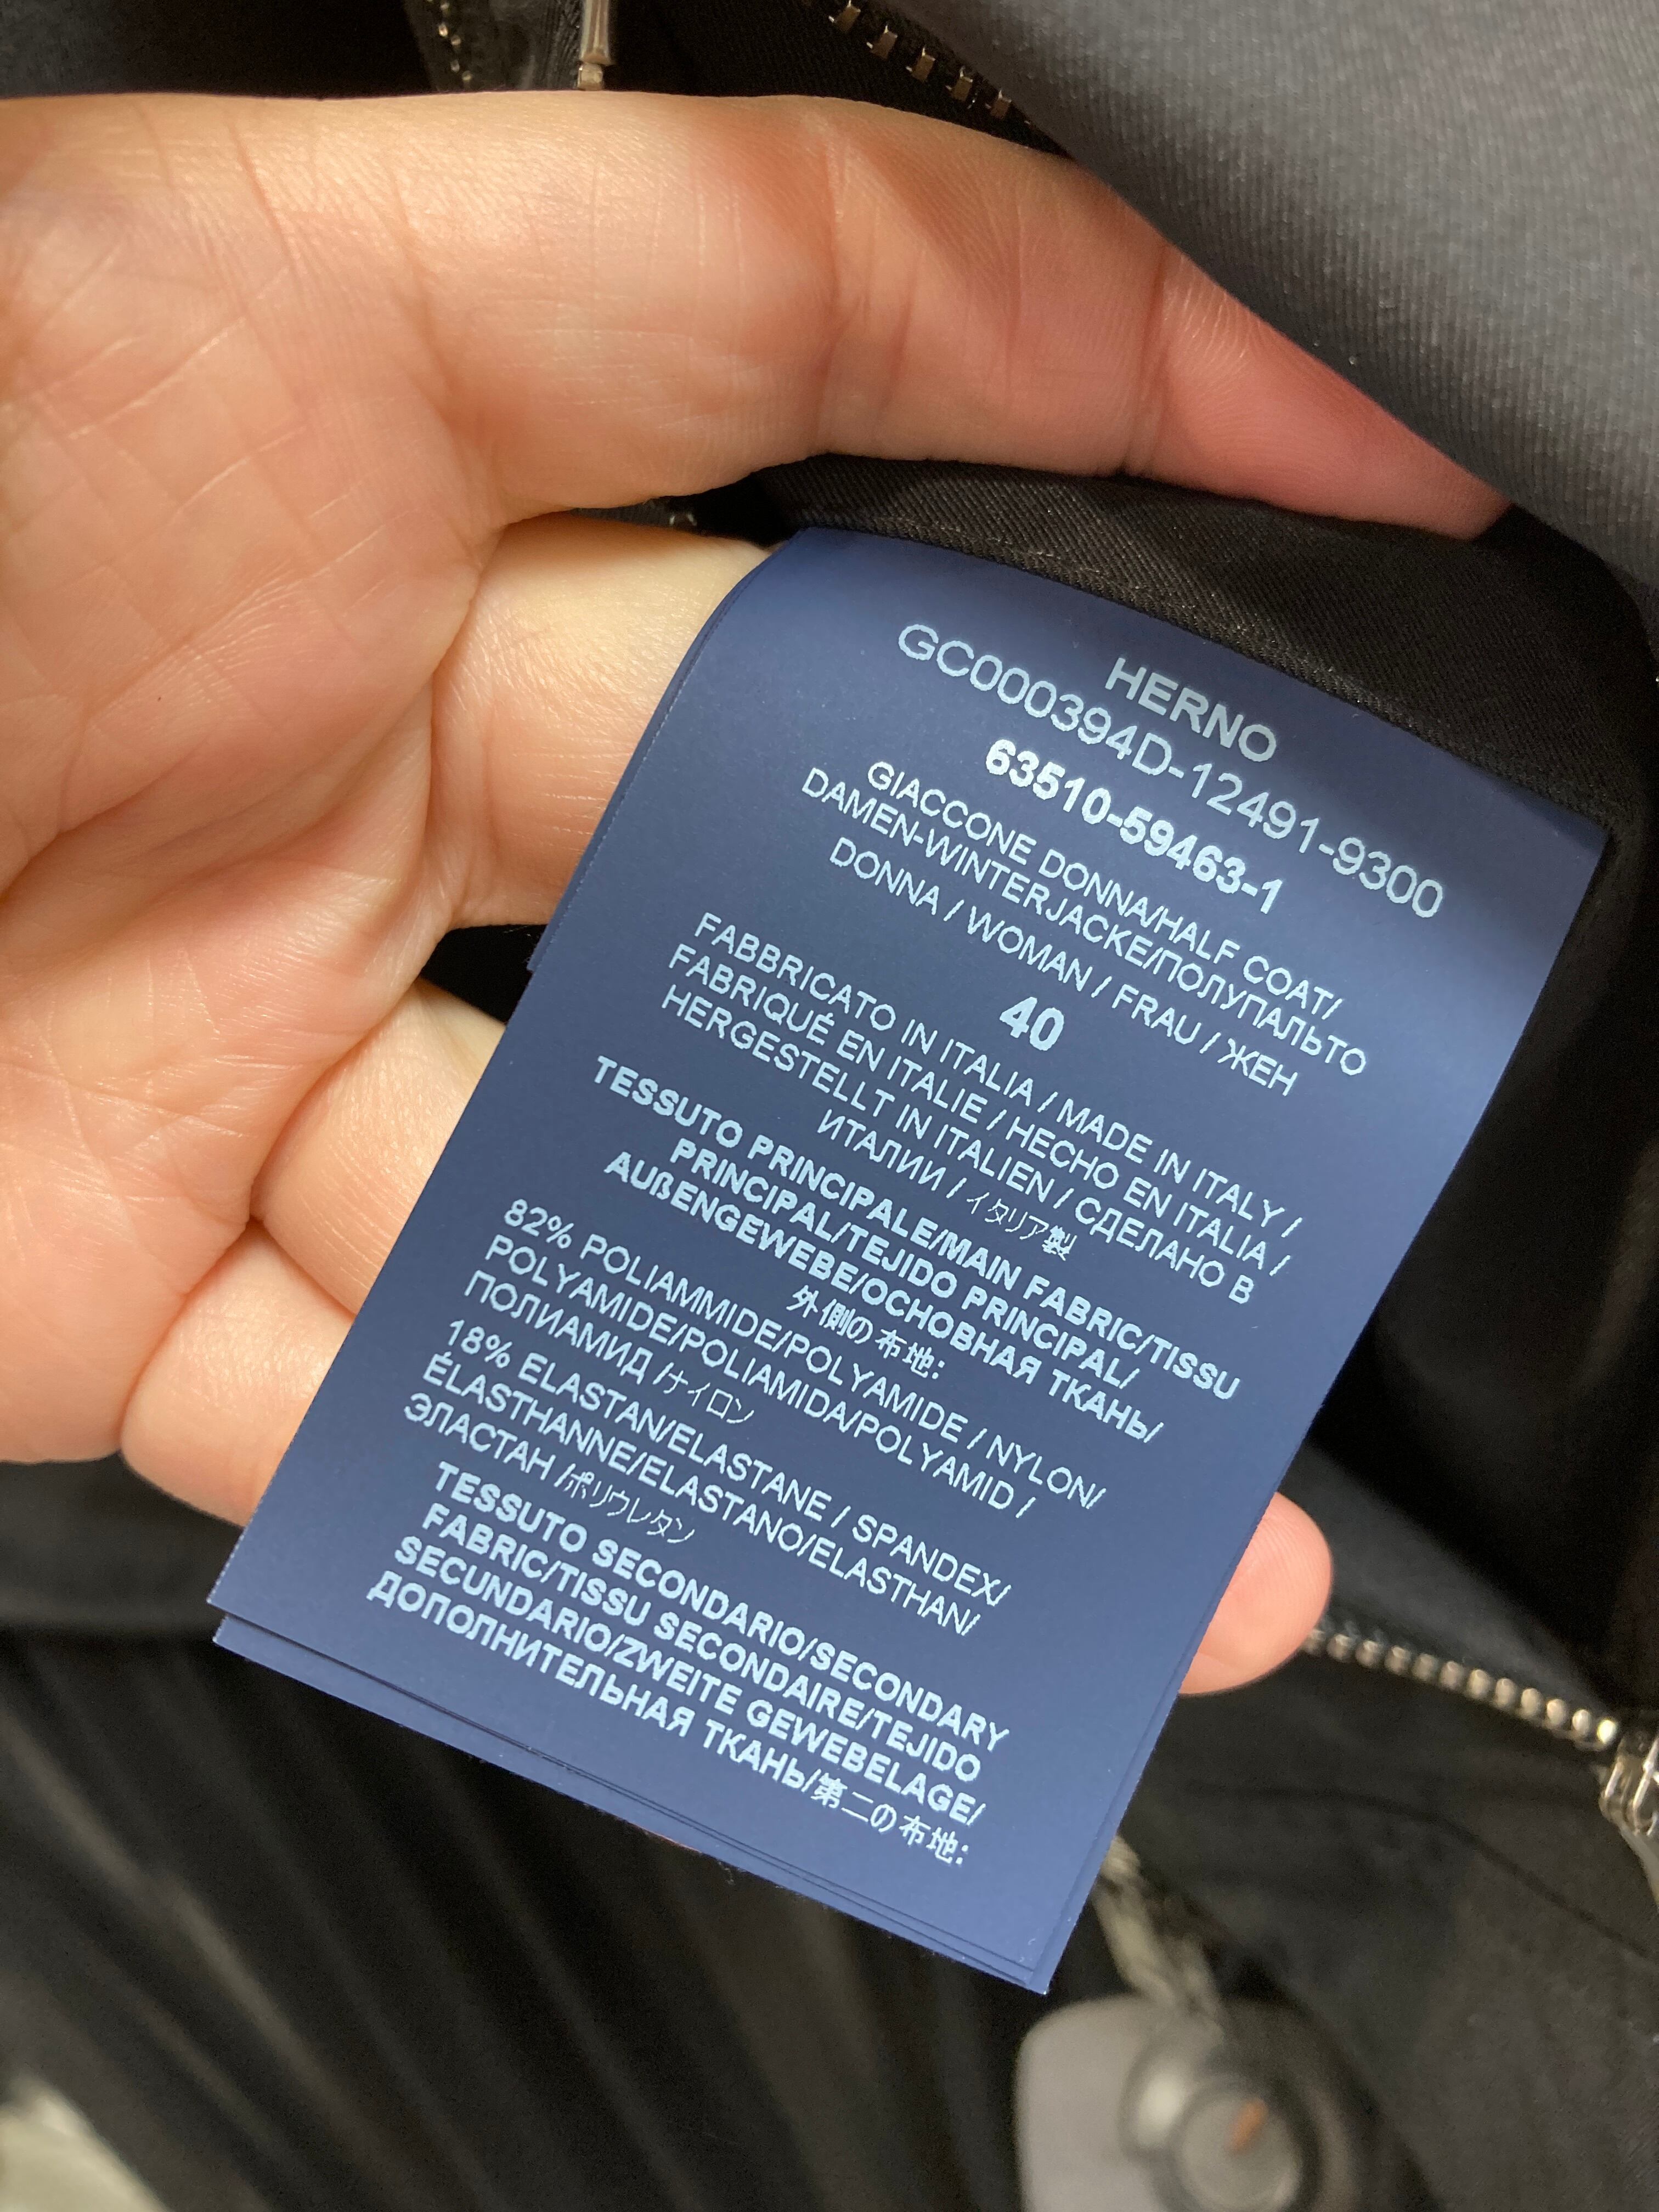 HERNO
GC000394D-12491-9300
63510-59463-1
GIACCONE DONNA/HALF COAT/
DAMEN-WINTERJACKE/ПОЛУПАЛЬТО
DONNA / WOMAN / FRAU / ЖЕН
40
FABBRICATO IN ITALIA / MADE IN ITALY /
FABRIQUÉ EN ITALIE / HECHO EN ITALIA /
HERGESTELLT IN ITALIEN / СДЕЛАНО В
ИТАЛИИ / イタリア製
TESSUTO PRINCIPALE/MAIN FABRIC/TISSU
PRINCIPAL/TEJIDO PRINCIPAL/
AUßENGEWEBE/ОСНОВНАЯ ТКАНЬ/
外側の布地:
82% POLIAMMIDE/POLYAMIDE / NYLON/
POLYAMIDE/POLIAMIDA/POLYAMID /
ПОЛИАМИД /ナイロン
18% ELASTAN/ELASTANE / SPANDEX/
ÉLASTHANNE/ELASTANO/ELASTHAN/
ЭЛАСТАН /ポリウレタン
TESSUTO SECONDARIO/SECONDARY
FABRIC/TISSU SECONDAIRE/TEJIDO
SECUNDARIO/ZWEITE GEWEBELAGE/
ДОПОЛНИТЕЛЬНАЯ ТКАНЬ/第二の布地: